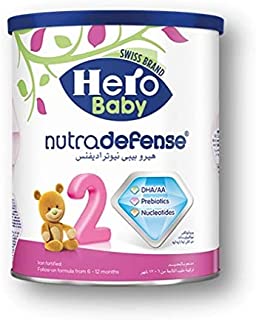 SWISS BRAND
Hero
Baby
nutradefense®
هيرو بيبي نيوتراديفنس
2
DHA/AA
Prebiotics
Nucleotides
Iron fortified
Follow-on formula from 6 - 12 months